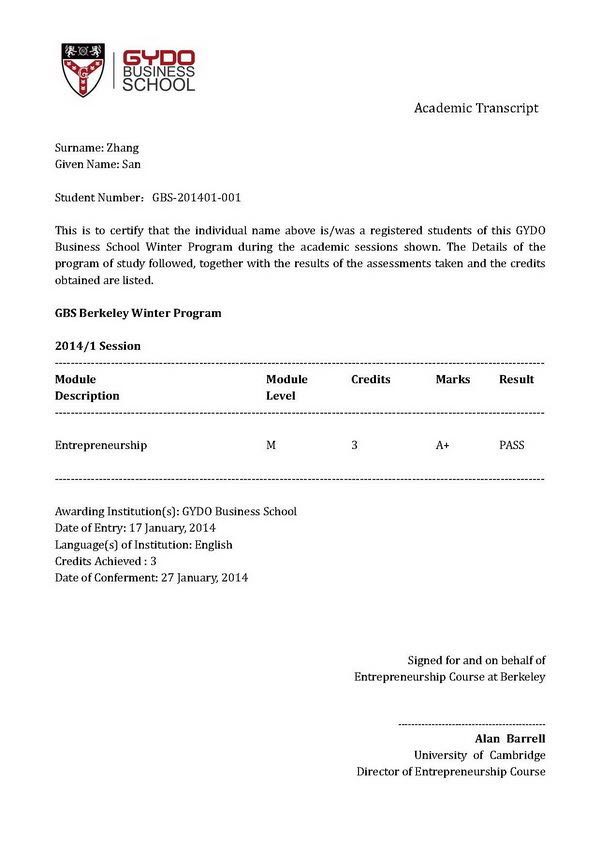 GYDO
BUSINESS
SCHOOL
G
Academic Transcript
Surname: Zhang
Given Name: San
Student Number: GBS-201401-001
This is to certify that the individual name above is/was a registered students of this GYDO
Business School Winter Program during the academic sessions shown. The Details of the
program of study followed, together with the results of the assessments taken and the credits
obtained are listed.
GBS Berkeley Winter Program
2014/1 Session
Module Description Module Level Credits Marks Result
Entrepreneurship M 3 A+ PASS
Awarding Institution(s): GYDO Business School
Date of Entry: 17 January, 2014
Language(s) of Institution: English
Credits Achieved : 3
Date of Conferment: 27 January, 2014
Signed for and on behalf of
Entrepreneurship Course at Berkeley
Alan Barrell
University of Cambridge
Director of Entrepreneurship Course